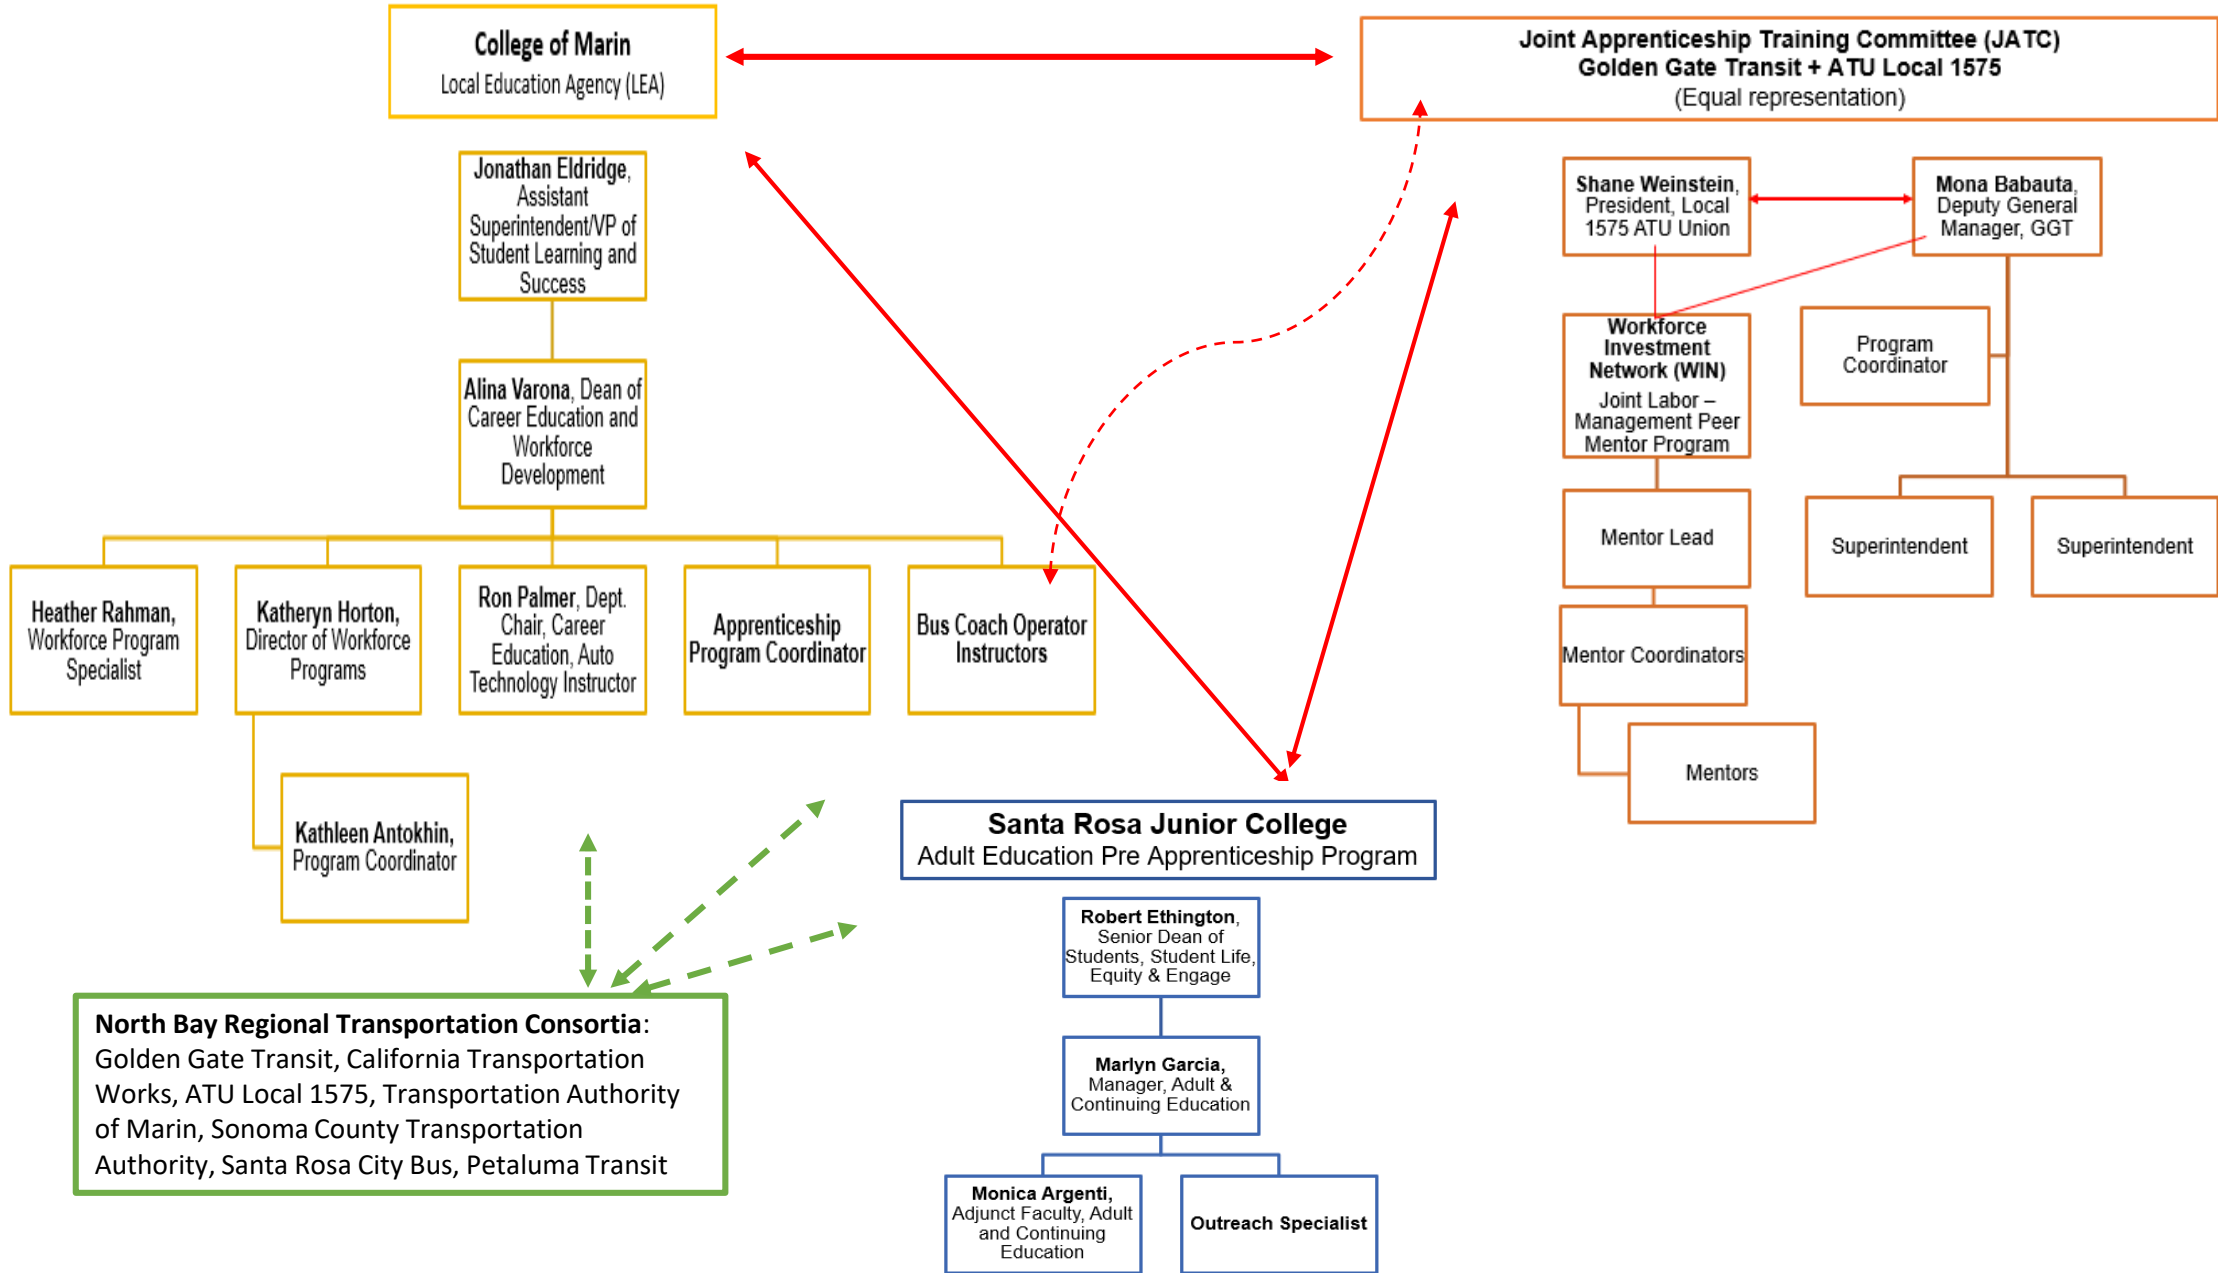 College of Marin
Local Education Agency (LEA)
Jonathan Eldridge,
Assistant
Superintendent/VP of
Student Learning and
Success
Alina Varona, Dean of
Career Education and
Workforce
Development
Heather Rahman,
Workforce Program
Specialist
Katheryn Horton,
Director of Workforce
Programs
Ron Palmer, Dept.
Chair, Career
Education, Auto
Technology Instructor
Apprenticeship
Program Coordinator
Bus Coach Operator
Instructors
Kathleen Antokhin,
Program Coordinator
Joint Apprenticeship Training Committee (JATC)
Golden Gate Transit + ATU Local 1575
(Equal representation)
Shane Weinstein,
President, Local
1575 ATU Union
Mona Babauta,
Deputy General
Manager, GGT
Workforce
Investment
Network (WIN)
Joint Labor –
Management Peer
Mentor Program
Program
Coordinator
Mentor Lead
Superintendent
Superintendent
Mentor Coordinators
Mentors
Santa Rosa Junior College
Adult Education Pre Apprenticeship Program
Robert Ethington,
Senior Dean of
Students, Student Life,
Equity & Engage
Marlyn Garcia,
Manager, Adult &
Continuing Education
Monica Argenti,
Adjunct Faculty, Adult
and Continuing
Education
Outreach Specialist
North Bay Regional Transportation Consortia:
Golden Gate Transit, California Transportation
Works, ATU Local 1575, Transportation Authority
of Marin, Sonoma County Transportation
Authority, Santa Rosa City Bus, Petaluma Transit